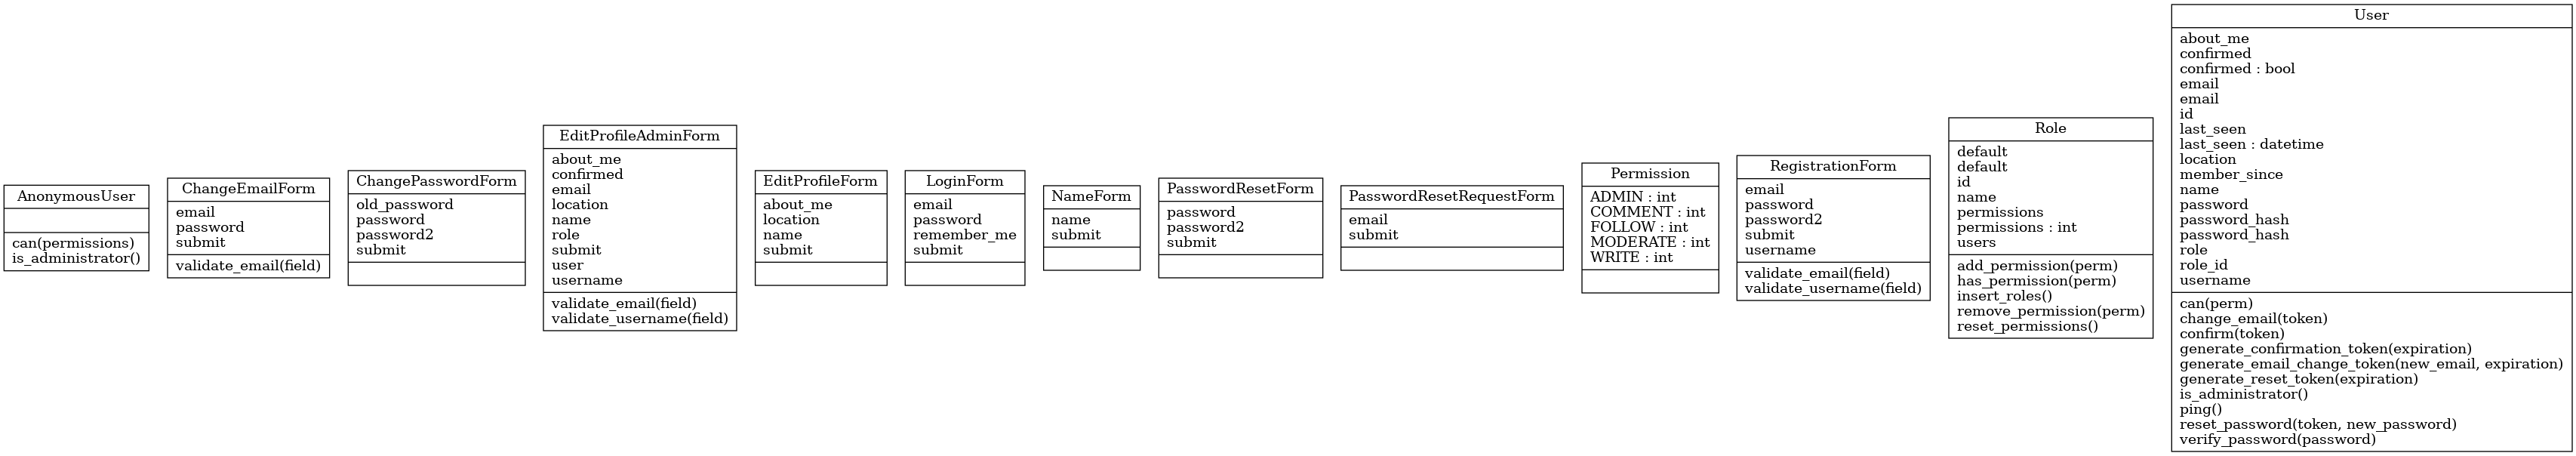 AnonymousUser
can(permissions)
is_administrator()
ChangeEmailForm
email
password
submit
validate_email(field)
ChangePasswordForm
old_password
password
password2
submit
EditProfileAdminForm
about_me
confirmed
email
location
name
role
submit
user
username
validate_email(field)
validate_username(field)
EditProfileForm
about_me
location
name
submit
LoginForm
email
password
remember_me
submit
NameForm
name
submit
PasswordResetForm
password
password2
submit
PasswordResetRequestForm
email
submit
Permission
ADMIN : int
COMMENT : int
FOLLOW : int
MODERATE : int
WRITE : int
RegistrationForm
email
password
password2
submit
username
validate_email(field)
validate_username(field)
Role
default
default
id
name
permissions
permissions : int
users
add_permission(perm)
has_permission(perm)
insert_roles()
remove_permission(perm)
reset_permissions()
User
about_me
confirmed
confirmed : bool
email
email
id
last_seen
last_seen : datetime
location
member_since
name
password
password_hash
password_hash
role
role_id
username
can(perm)
change_email(token)
confirm(token)
generate_confirmation_token(expiration)
generate_email_change_token(new_email, expiration)
generate_reset_token(expiration)
is_administrator()
ping()
reset_password(token, new_password)
verify_password(password)